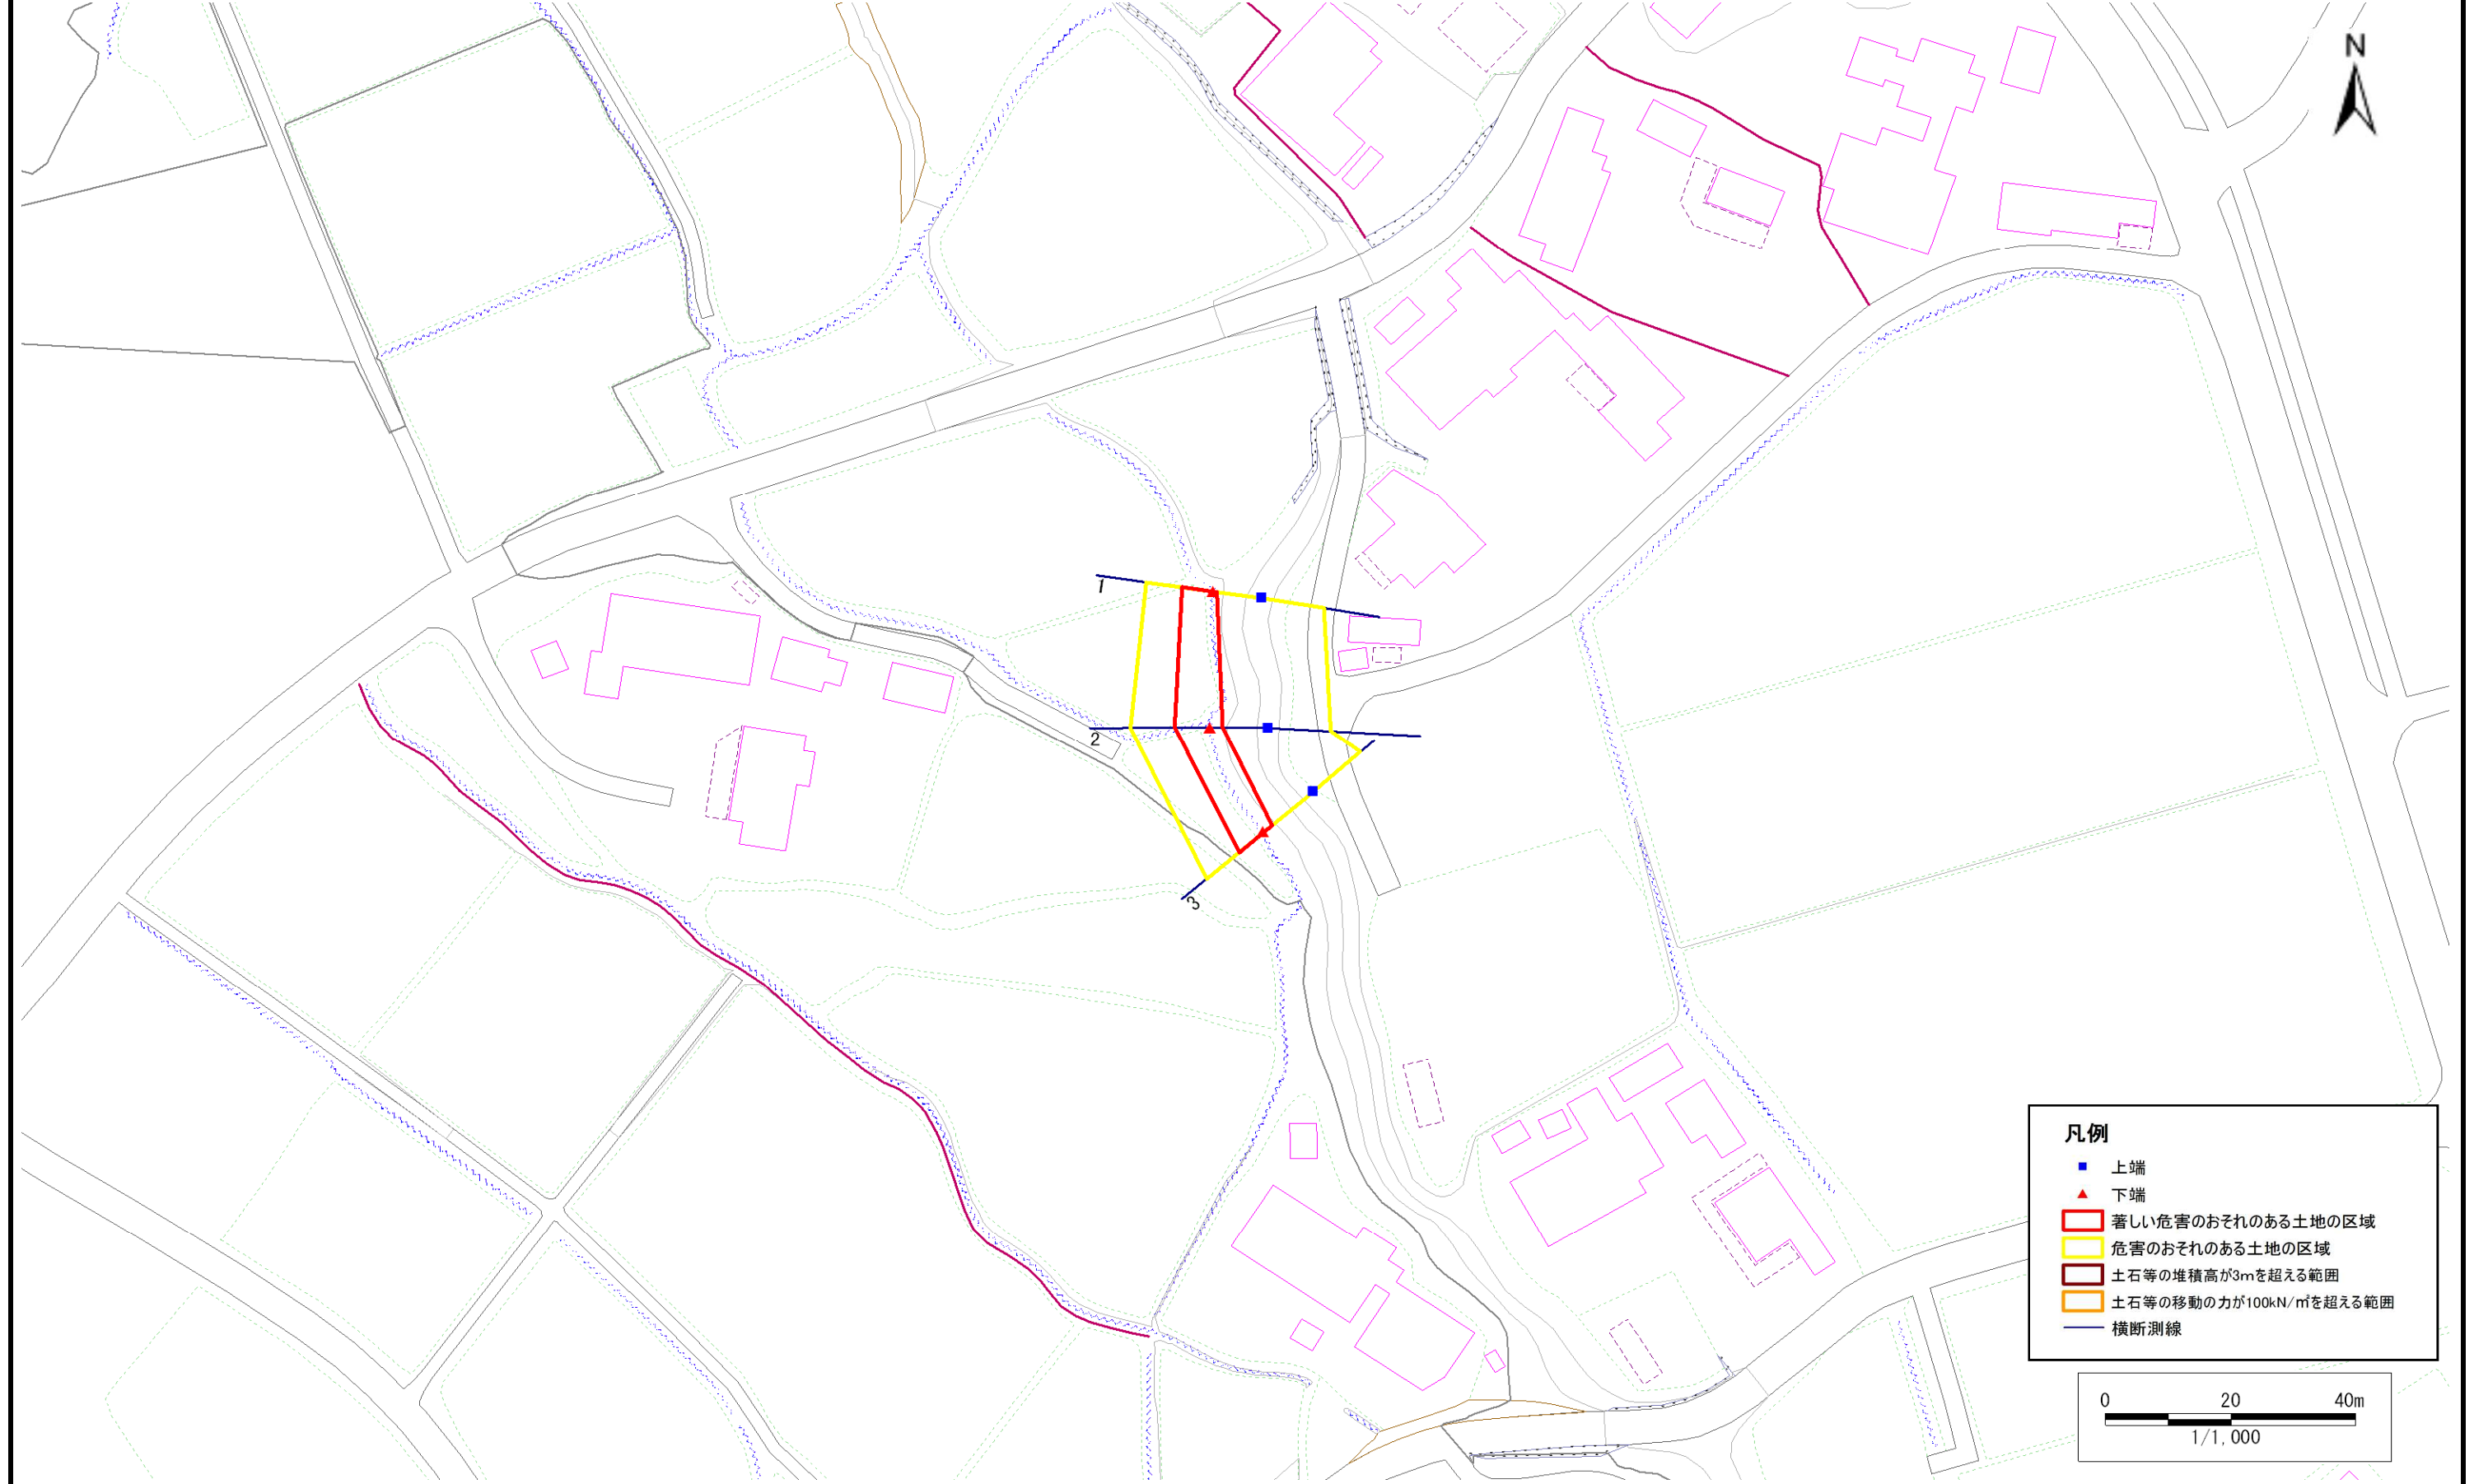 N
1
2
3
凡例
上端
下端
著しい危害のおそれのある土地の区域
危害のおそれのある土地の区域
土石等の堆積高が3mを超える範囲
土石等の移動の力が100kN/㎡を超える範囲
横断測線
0 20 40m
1/1,000